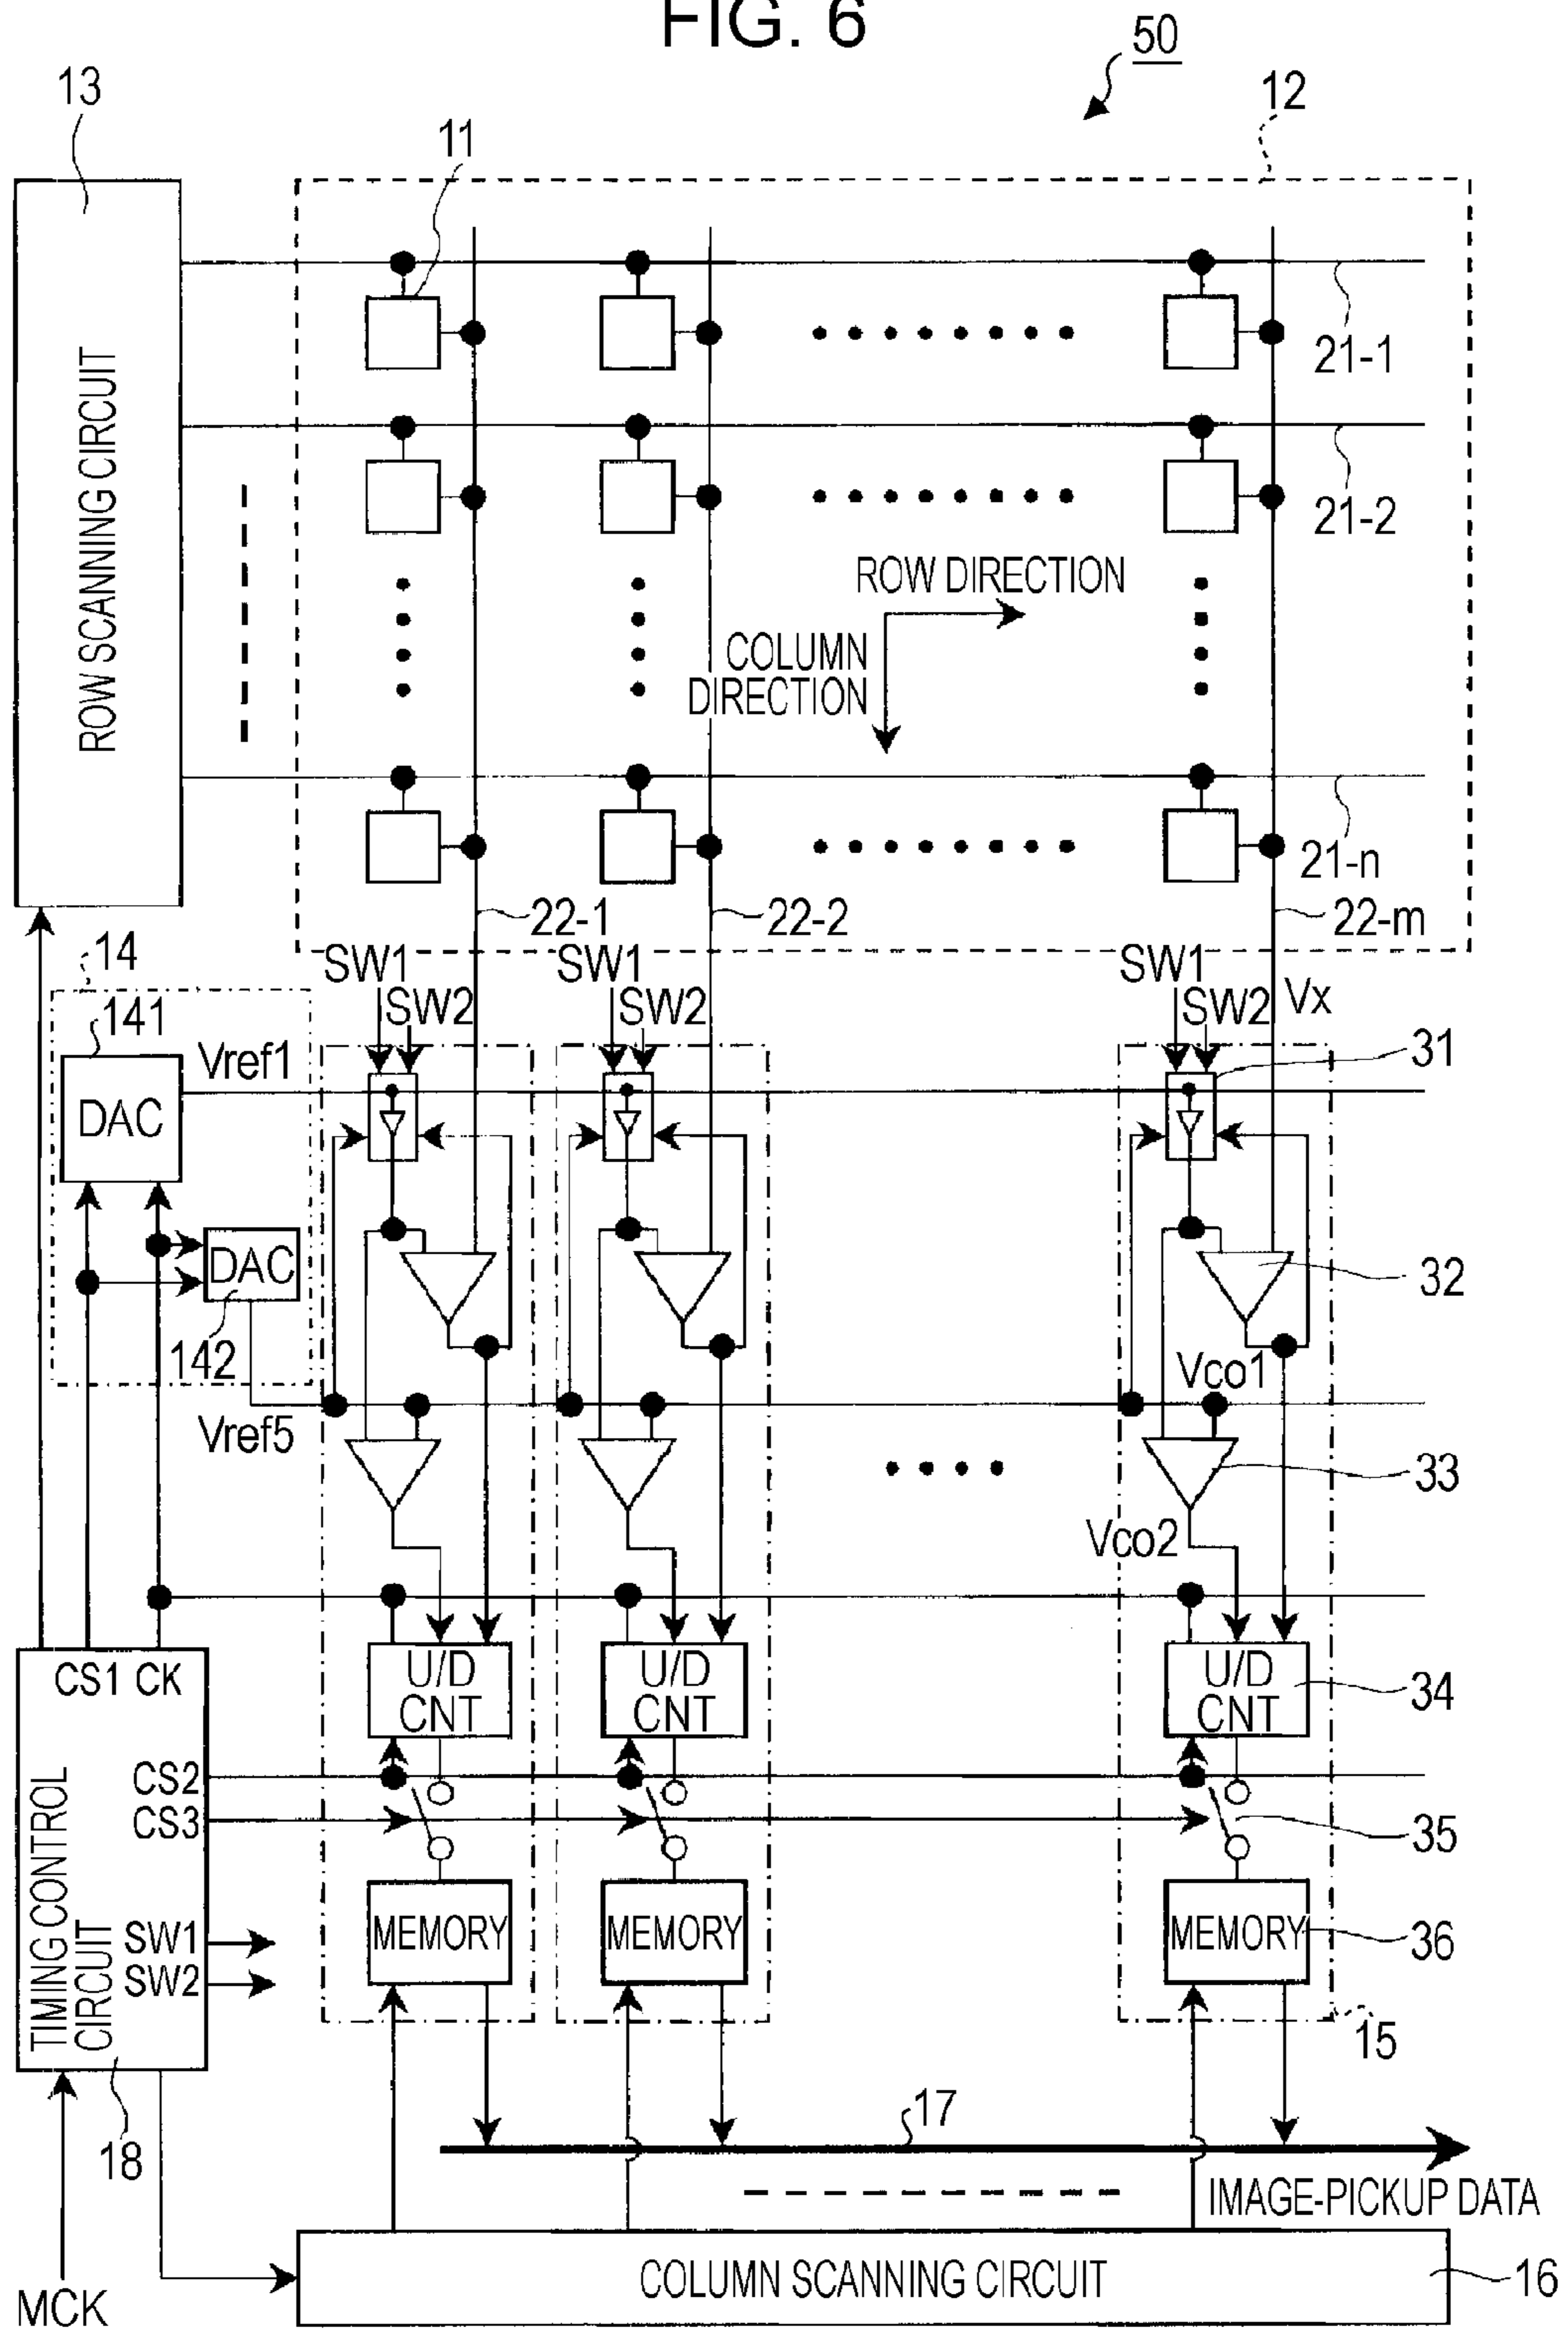 FIG. 6
50
13
12
11
ROW SCANNING CIRCUIT
21-1
21-2
ROW DIRECTION
COLUMN
DIRECTION
21-n
22-1
22-2
22-m
14
SW1
SW1
SW1
141
SW2
SW2
SW2
Vx
Vref1
31
DAC
DAC
32
142
Vco1
Vref5
33
Vco2
CS1 CK
U/D
CNT
U/D
CNT
U/D
CNT
34
CS2
CS3
35
TIMING CONTROL
CIRCUIT
SW1
SW2
MEMORY
MEMORY
MEMORY
36
15
18
17
IMAGE-PICKUP DATA
MCK
COLUMN SCANNING CIRCUIT
16